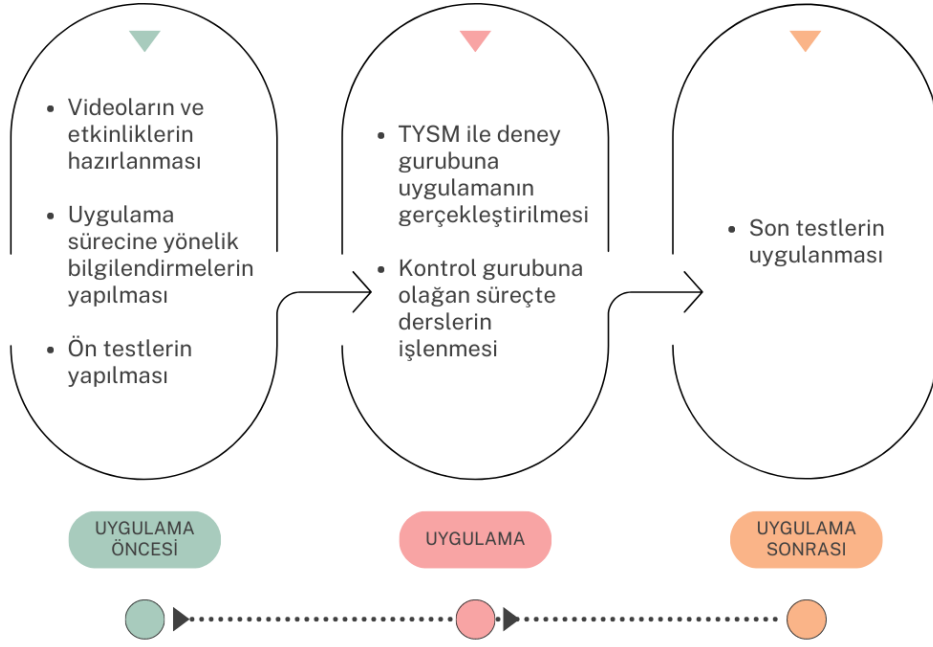 • Videoların ve
etkinliklerin
hazırlanması
• Uygulama
sürecine yönelik
bilgilendirmelerin
yapılması
• Ön testlerin
yapılması
• TYSM ile deney
gurubuna
uygulamanın
gerçekleştirilmesi
• Kontrol gurubuna
olağan süreçte
derslerin
işlenmesi
• Son testlerin
uygulanması
UYGULAMA
ÖNCESİ
UYGULAMA
UYGULAMA
SONRASI